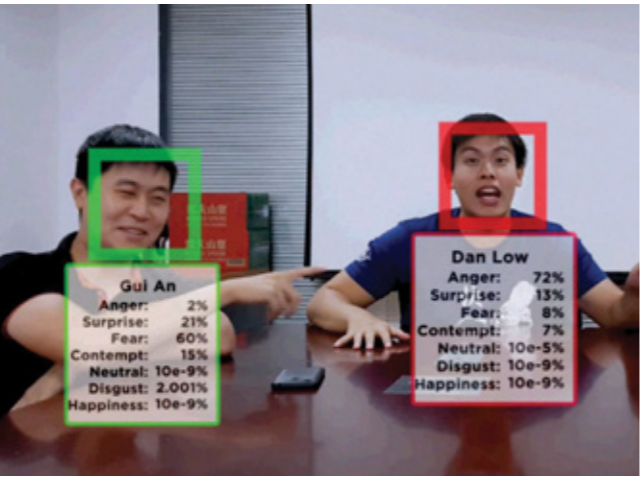 Gui An
Anger: 2%
Surprise: 21%
Fear: 60%
Contempt: 15%
Neutral: 10e-9%
Disgust: 2.001%
Happiness: 10e-9%
Dan Low
Anger: 72%
Surprise: 13%
Fear: 8%
Contempt: 7%
Neutral: 10e-5%
Disgust: 10e-9%
Happiness: 10e-9%